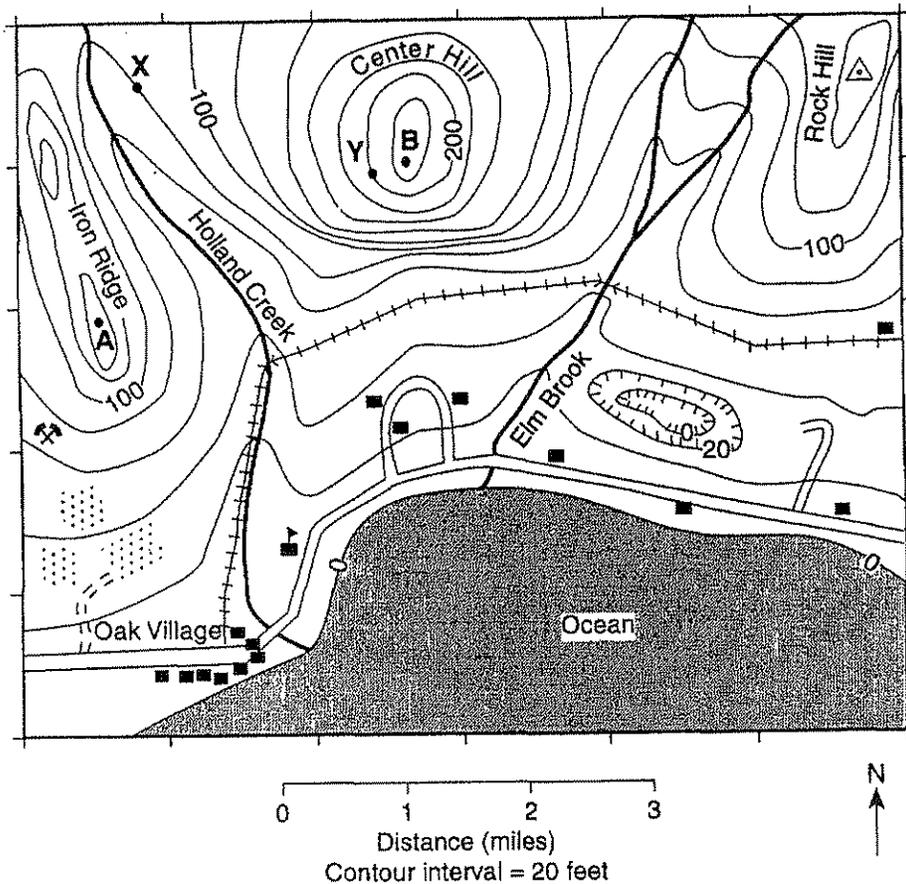 X
100
Center Hill
Y
B
200
Rock Hill
100
Iron Ridge
Holland Creek
A
100
Elm Brook
0
20
0
0
Oak Village
Ocean
0 1 2 3
Distance (miles)
Contour interval = 20 feet
N